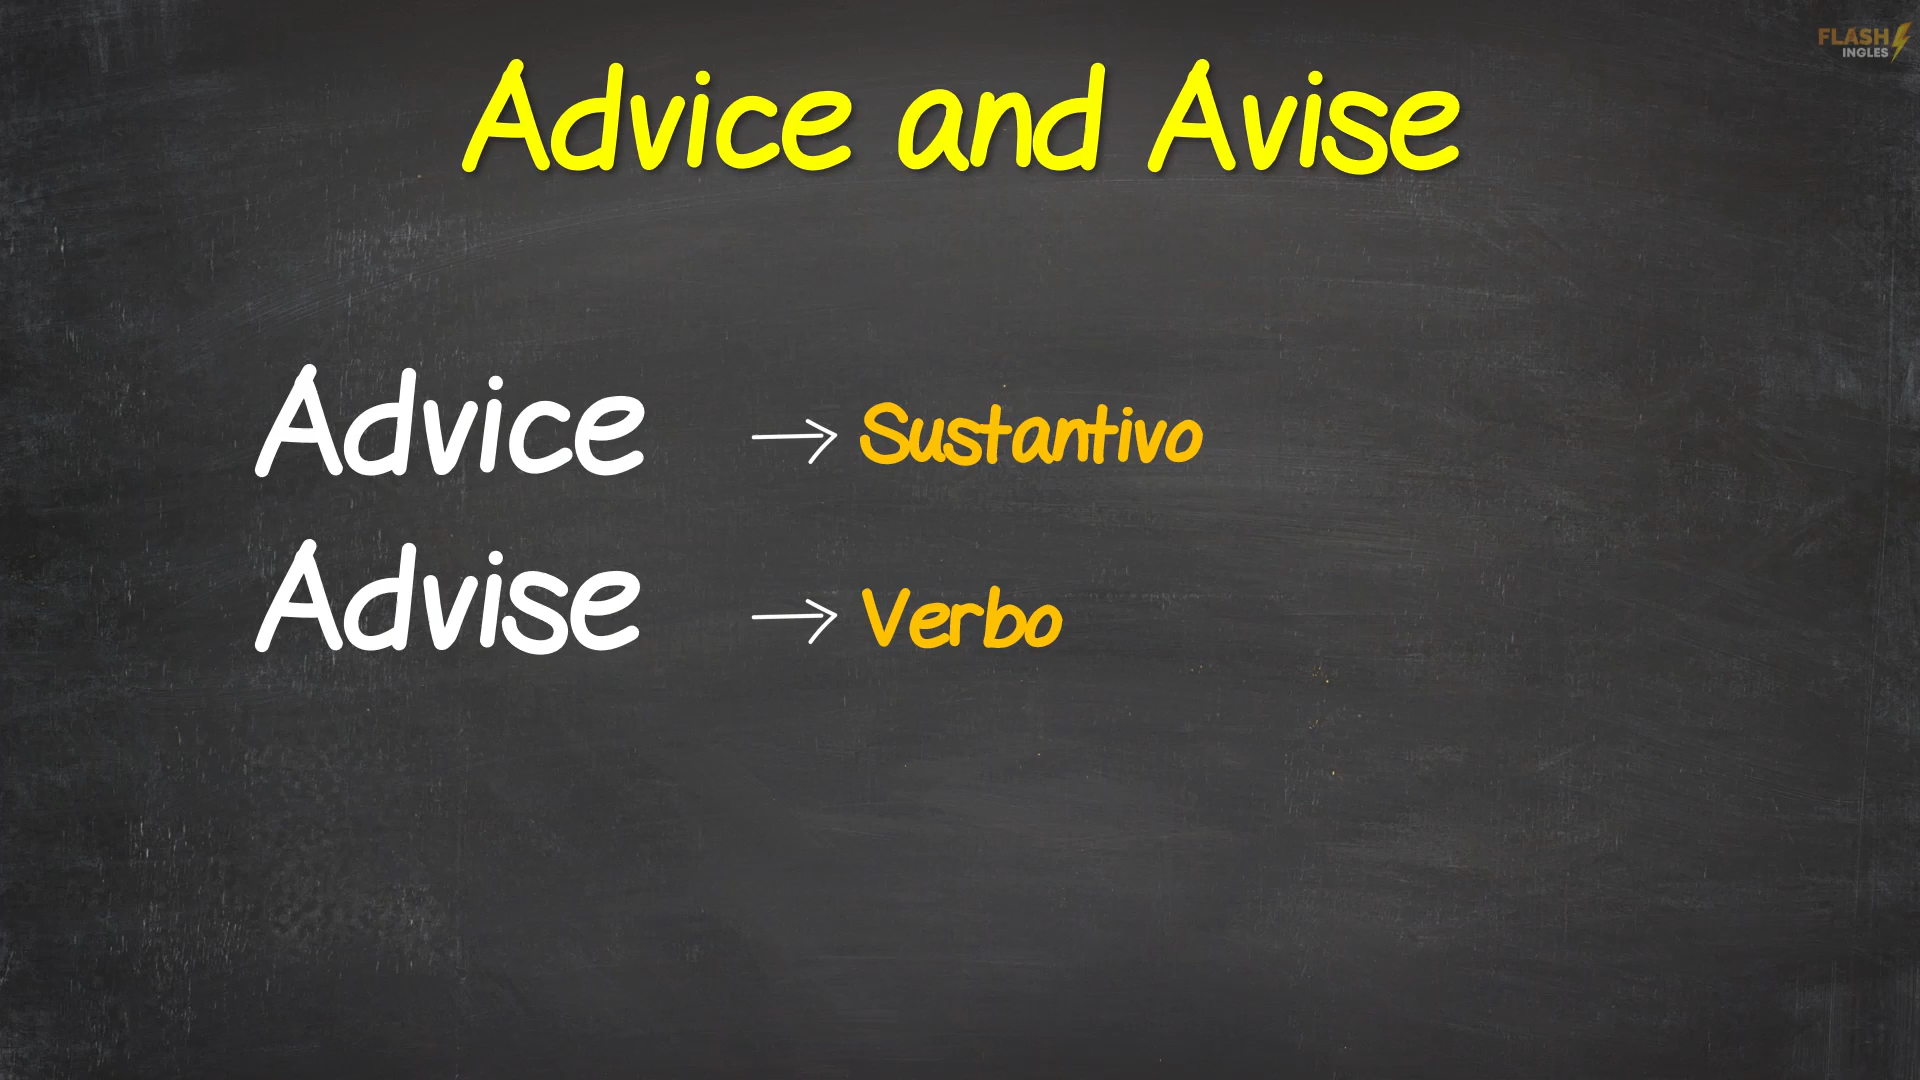 FLASH
INGLES
Advice and Avise
Advice → Sustantivo
Advise → Verbo